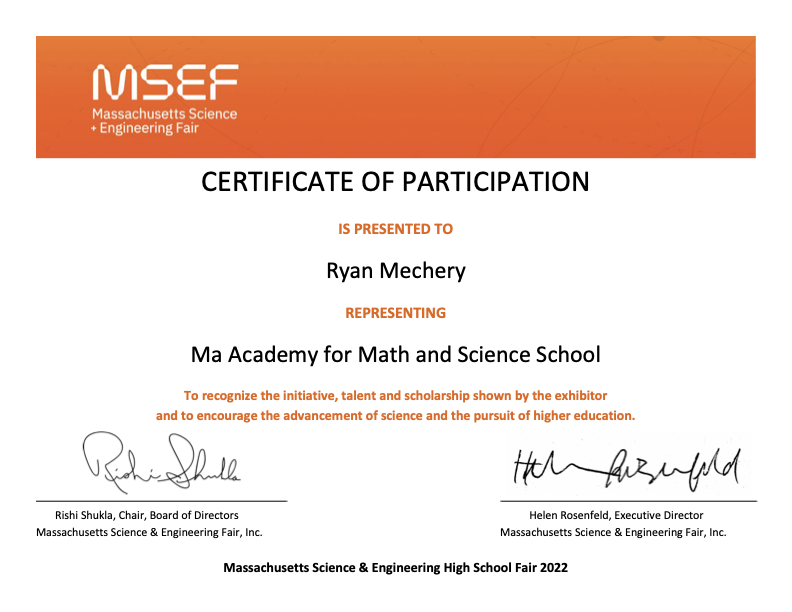 MSEF
Massachusetts Science
+ Engineering Fair
CERTIFICATE OF PARTICIPATION
IS PRESENTED TO
Ryan Mechery
REPRESENTING
Ma Academy for Math and Science School
To recognize the initiative, talent and scholarship shown by the exhibitor
and to encourage the advancement of science and the pursuit of higher education.
Rishi Shukla
Helen Rosenfeld
Rishi Shukla, Chair, Board of Directors
Massachusetts Science & Engineering Fair, Inc.
Helen Rosenfeld, Executive Director
Massachusetts Science & Engineering Fair, Inc.
Massachusetts Science & Engineering High School Fair 2022